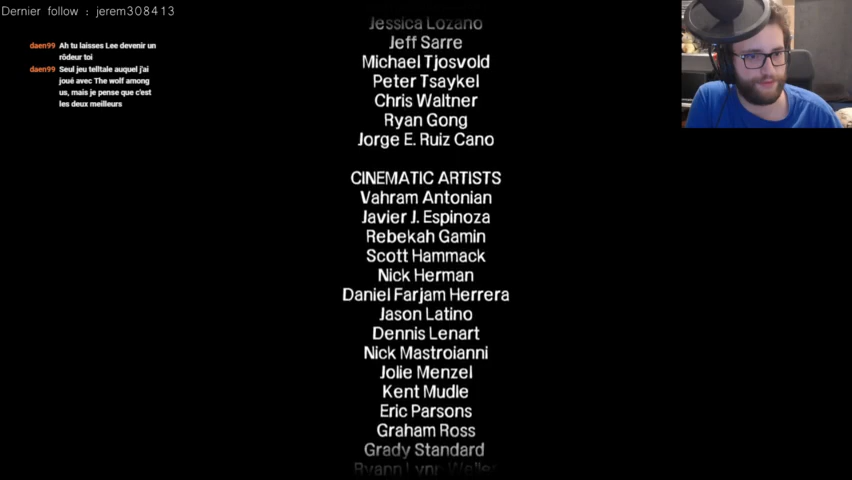 Dernier follow : jerem308413
daen99 Ah tu laisses Lee devenir un
rôdeur toi
daen99 Seul jeu telltale auquel j'ai
joué avec The wolf among
us, mais je pense que c'est
les deux meilleurs
Jessica Lozano
Jeff Sarre
Michael Tjosvold
Peter Tsaykel
Chris Waltner
Ryan Gong
Jorge E. Ruiz Cano
CINEMATIC ARTISTS
Vahram Antonian
Javier J. Espinoza
Rebekah Gamin
Scott Hammack
Nick Herman
Daniel Farjam Herrera
Jason Latino
Dennis Lenart
Nick Mastroianni
Jolie Menzel
Kent Mudle
Eric Parsons
Graham Ross
Grady Standard
Ryann Lynn